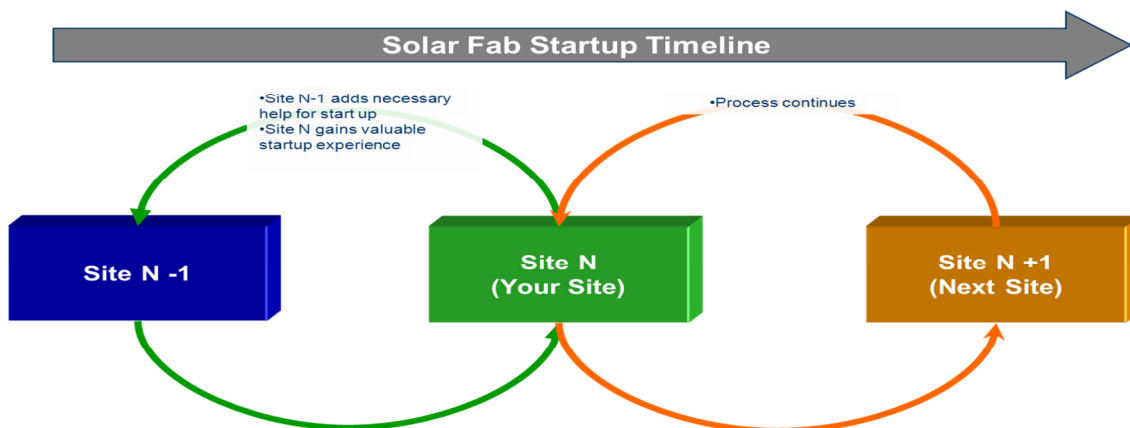 Solar Fab Startup Timeline
•Site N-1 adds necessary
help for start up
•Site N gains valuable
startup experience
•Process continues
Site N -1
Site N
(Your Site)
Site N +1
(Next Site)